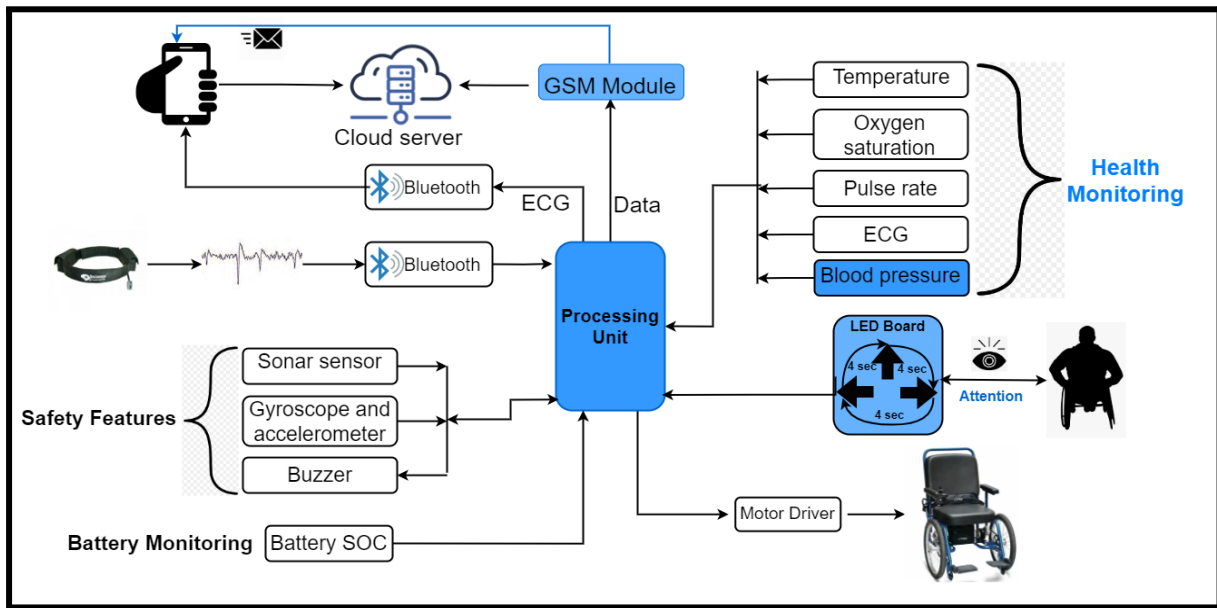 GSM Module
Cloud server
Bluetooth
ECG
Data
Bluetooth
Processing
Unit
Temperature
Oxygen
saturation
Pulse rate
ECG
Blood pressure
Health
Monitoring
LED Board
4 sec
4 sec
4 sec
Attention
Safety Features
Sonar sensor
Gyroscope and
accelerometer
Buzzer
Battery Monitoring
Battery SOC
Motor Driver